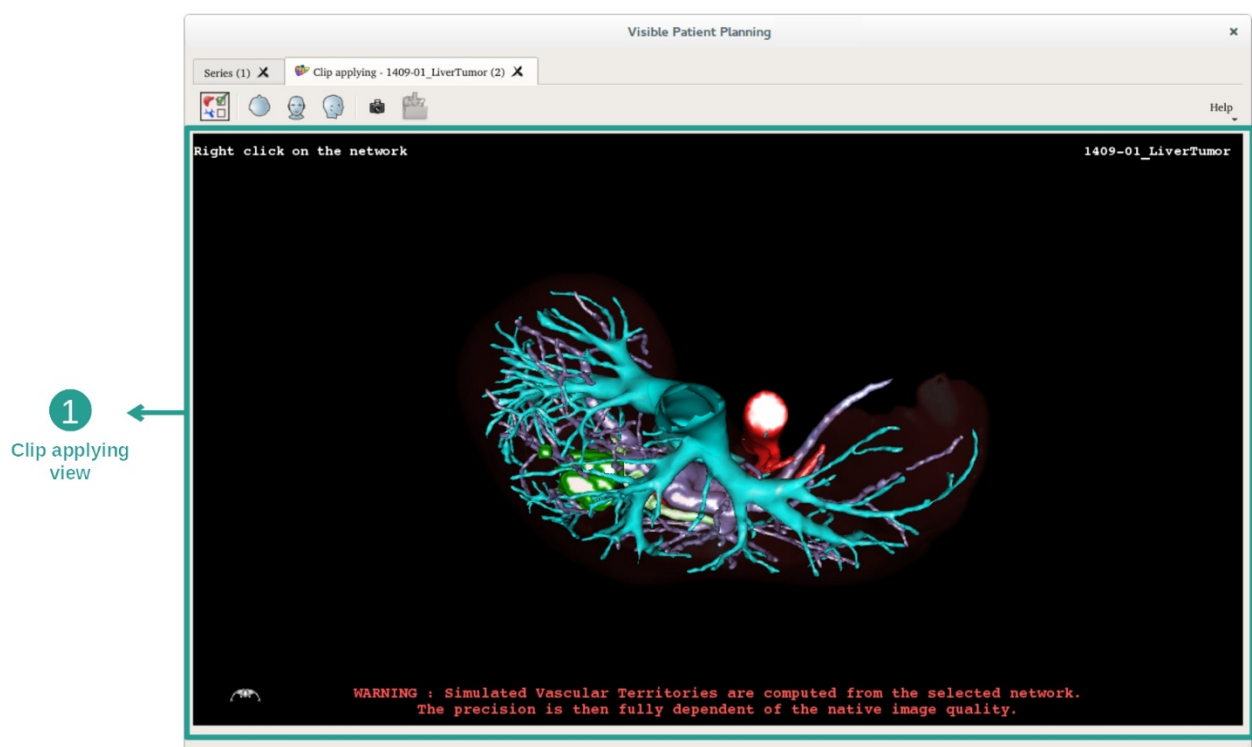 Visible Patient Planning
Series (1)
Clip applying - 1409-01_LiverTumor (2)
Help
Right click on the network
1409-01_LiverTumor
1
Clip applying
view
WARNING : Simulated Vascular Territories are computed from the selected network.
The precision is then fully dependent of the native image quality.